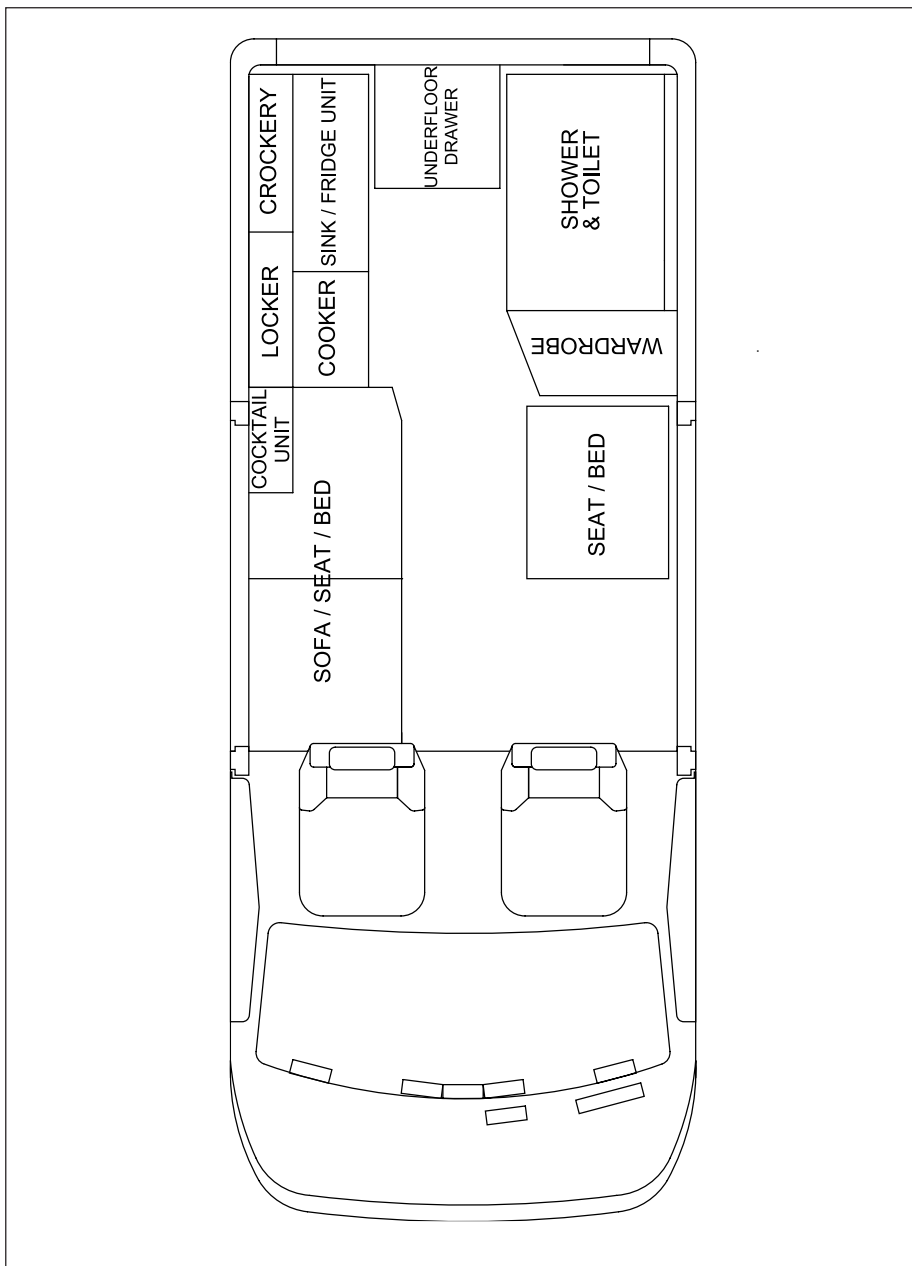 CROCKERY
SINK / FRIDGE UNIT
UNDERFLOOR
DRAWER
SHOWER
& TOILET
LOCKER
COOKER
WARDROBE
COCKTAIL
UNIT
SOFA / SEAT / BED
SEAT / BED